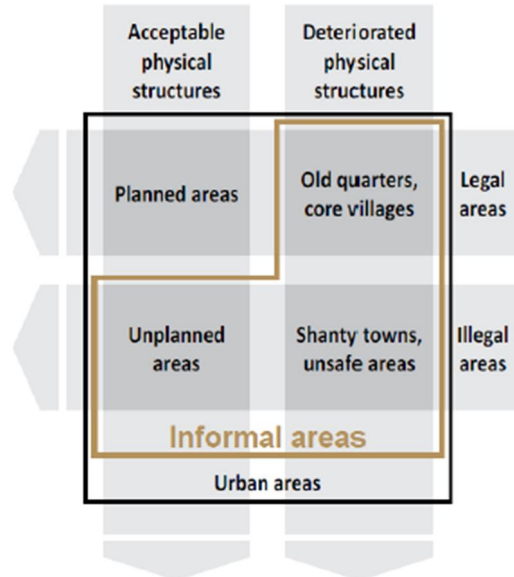 Acceptable
physical
structures
Deteriorated
physical
structures
Planned areas
Old quarters,
core villages
Legal
areas
Unplanned
areas
Shanty towns,
unsafe areas
Illegal
areas
Informal areas
Urban areas